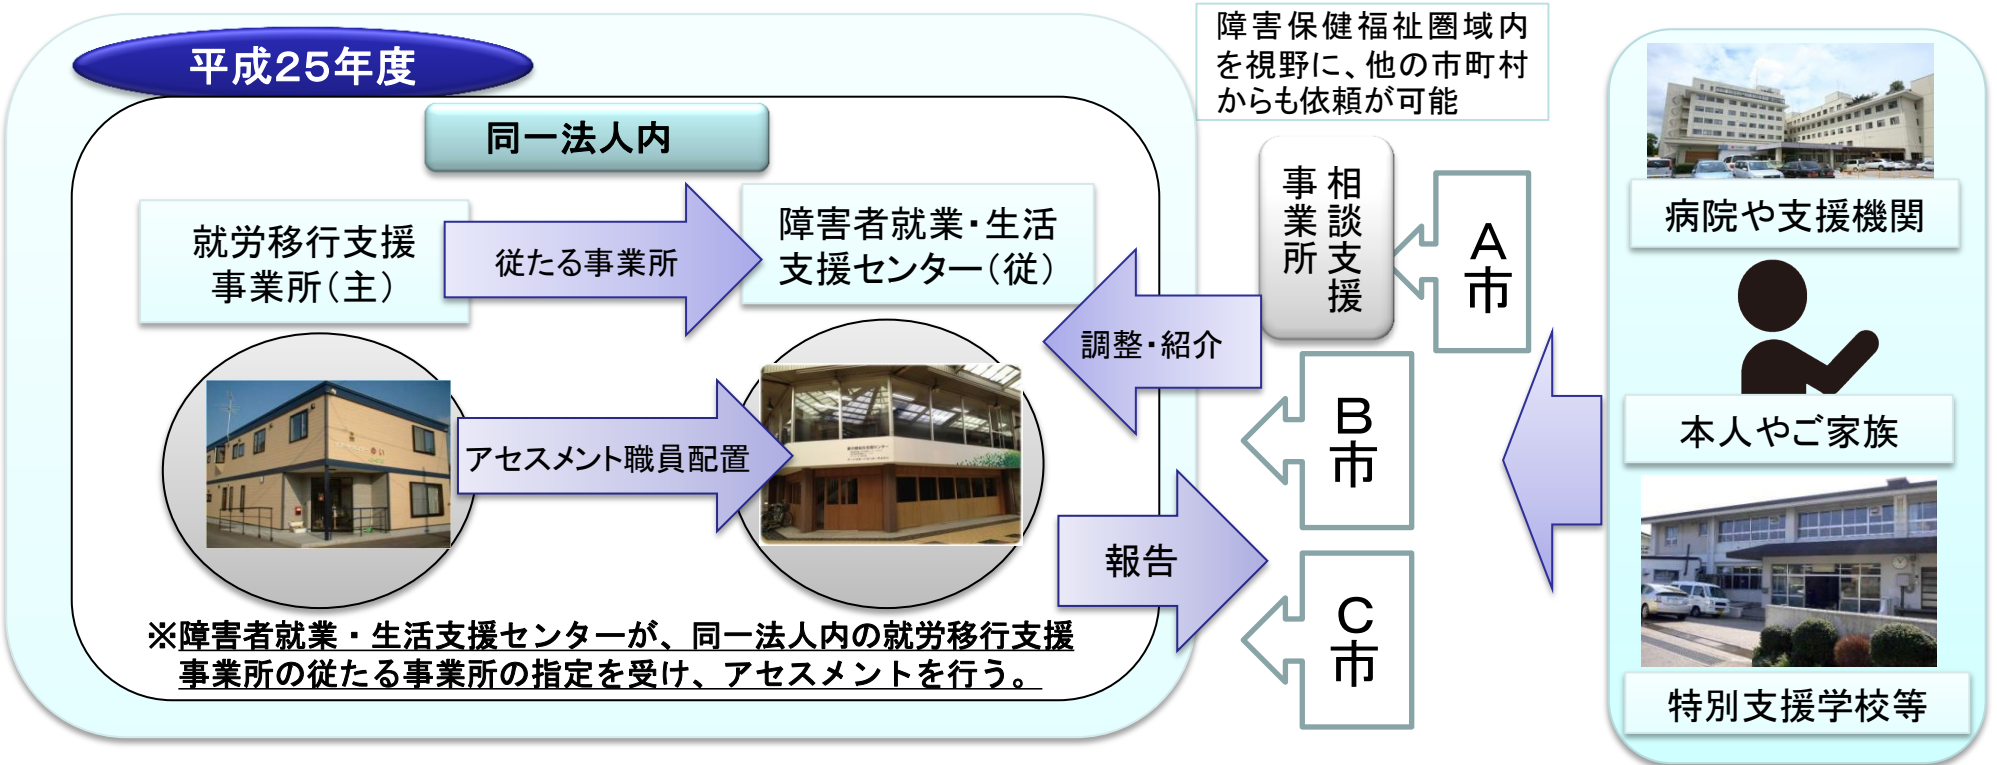 平成25年度
同一法人内
就労移行支援
事業所(主)
従たる事業所
障害者就業・生活
支援センター(従)
アセスメント職員配置
※障害者就業・生活支援センターが、同一法人内の就労移行支援
事業所の従たる事業所の指定を受け、アセスメントを行う。
障害保健福祉圏域内
を視野に、他の市町村
からも依頼が可能
相談支援
事業所
調整・紹介
報告
A市
B市
C市
病院や支援機関
本人やご家族
特別支援学校等